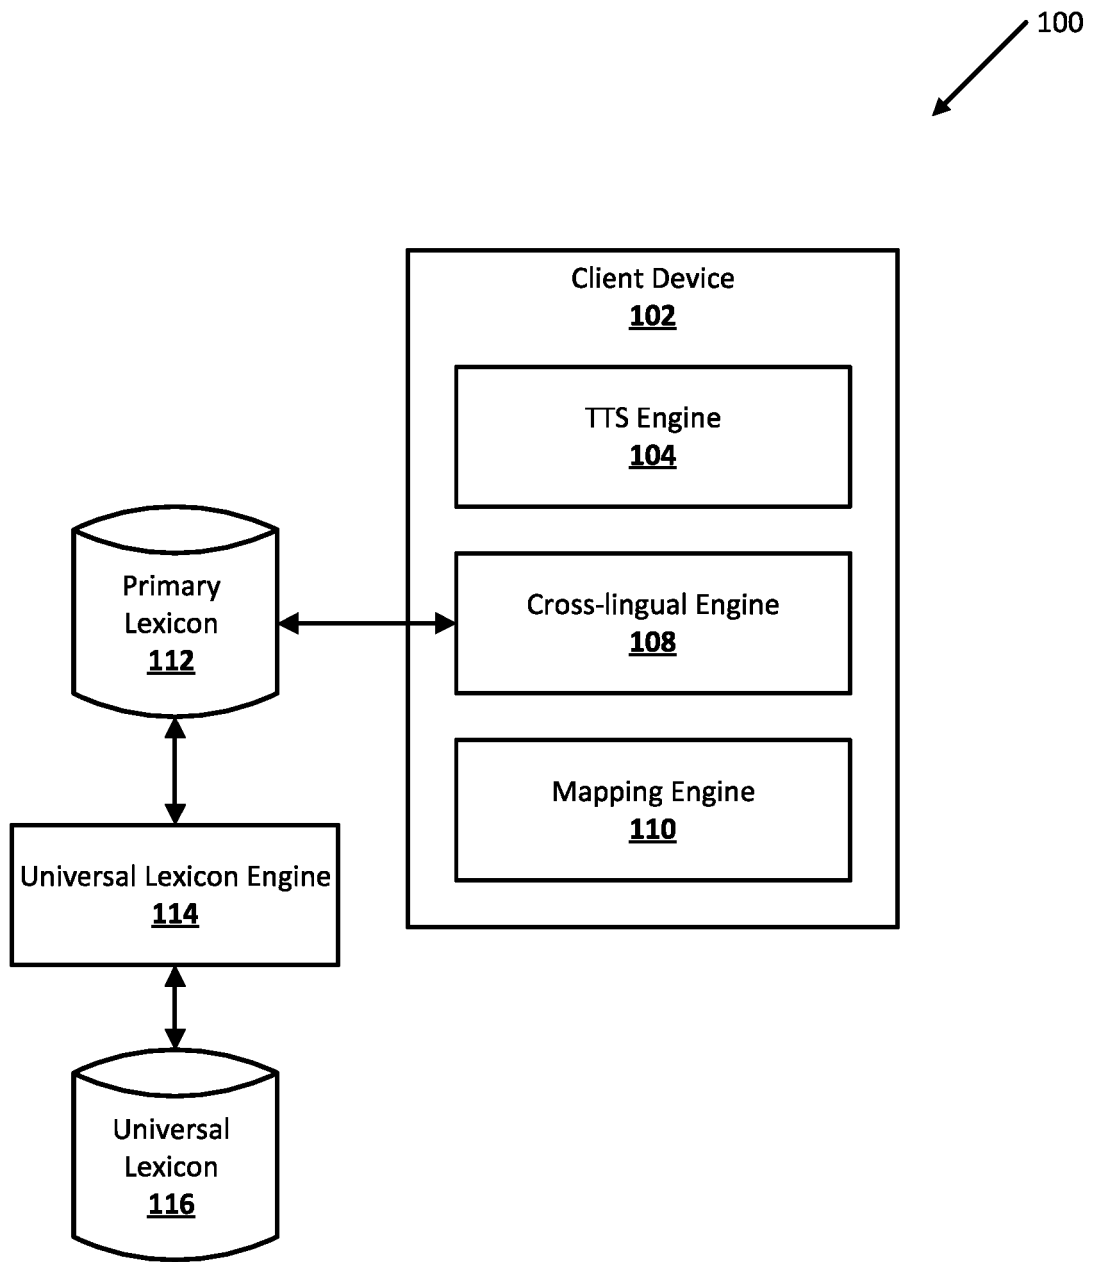 100
Client Device
102
TTS Engine
104
Primary
Lexicon
112
Cross-lingual Engine
108
Mapping Engine
110
Universal Lexicon Engine
114
Universal
Lexicon
116